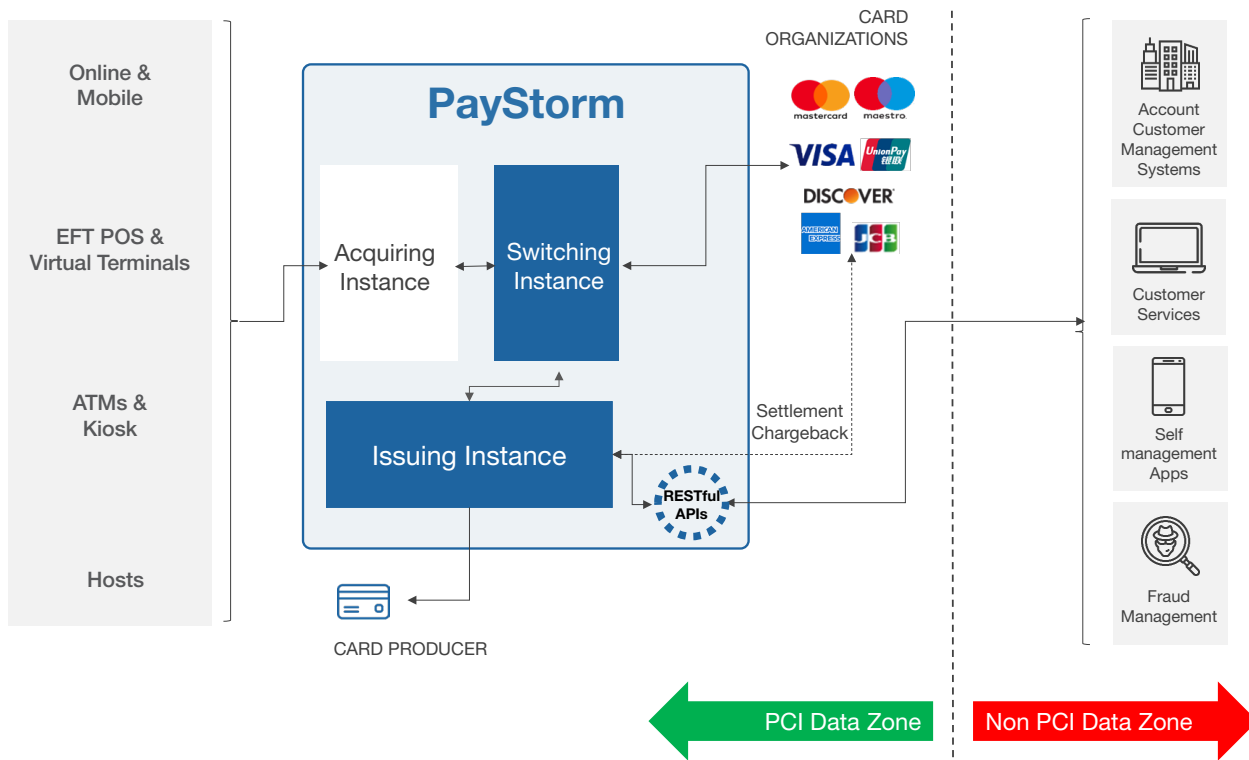 Online &
Mobile
EFT POS &
Virtual Terminals
ATMs &
Kiosk
Hosts
PayStorm
Acquiring
Instance
Switching
Instance
Issuing Instance
RESTful
APIs
CARD PRODUCER
Settlement
Chargeback
CARD
ORGANIZATIONS
mastercard
maestro.
VISA
UnionPay
银联
DISCOVER
AMERICAN
EXPRESS
JCB
Account
Customer
Management
Systems
Customer
Services
Self
management
Apps
Fraud
Management
PCI Data Zone
Non PCI Data Zone